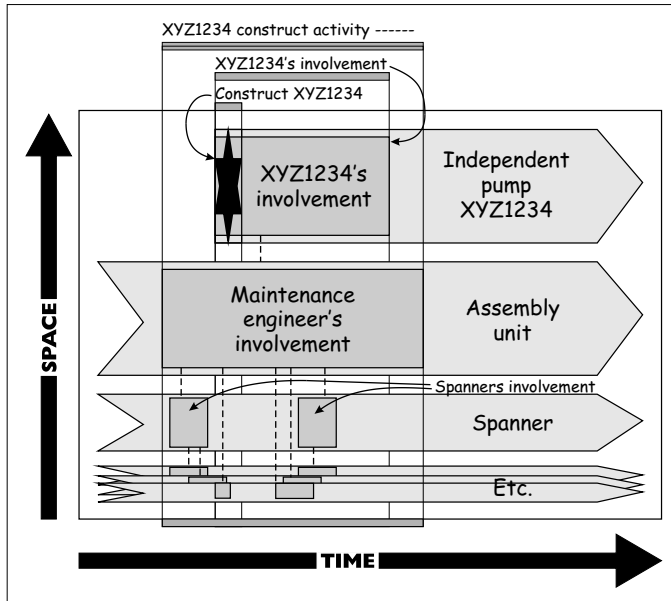 XYZ1234 construct activity ------
XYZ1234's involvement
Construct XYZ1234
XYZ1234's
involvement
Independent
pump
XYZ1234
Maintenance
engineer's
involvement
Assembly
unit
Spanners involvement
Spanner
Etc.
SPACE
TIME